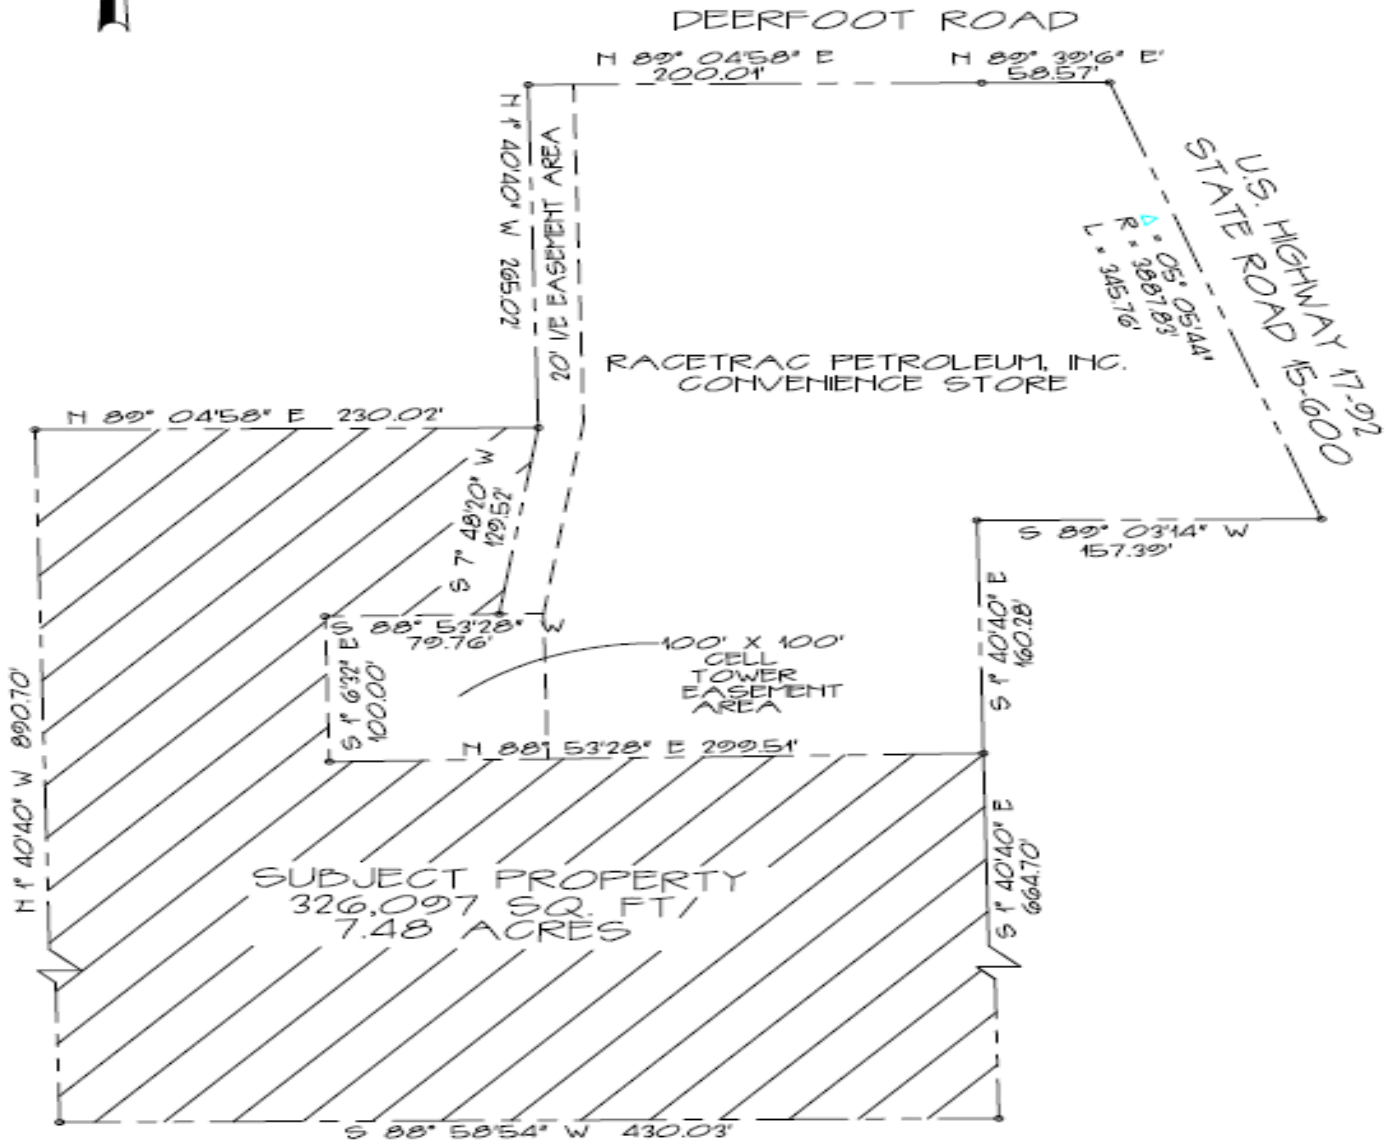 DEERFOOT ROAD
N 89° 04'58" E
200.01'
N 89° 39'6" E'
58.57'
N 1° 40'40" W 265.02'
20' I/E EASEMENT AREA
U.S. HIGHWAY 17-92
STATE ROAD 15-600
Δ = 05° 05'44"
R = 3887.83'
L = 345.76'
RACETRAC PETROLEUM, INC.
CONVENIENCE STORE
N 89° 04'58" E 230.02'
S 7° 48'20" W
129.52'
S 89° 03'14" W
157.39'
S 1° 40'40" E
160.28'
S 88° 53'28" W
79.76'
S 1° 6'32" E
100.00'
100' X 100'
CELL
TOWER
EASEMENT
AREA
N 88° 53'28" E 299.51'
N 1° 40'40" W 890.70'
S 1° 40'40" E
664.70'
SUBJECT PROPERTY
326,097 SQ. FT/
7.48 ACRES
S 88° 58'54" W 430.03'